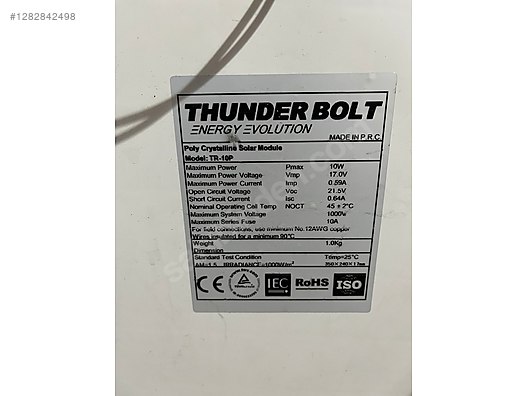 #1282842498
THUNDER BOLT
ENERGY EVOLUTION
MADE IN P.R.C.
Poly Crystalline Solar Module
Model: TR-10P
Maximum Power Pmax 10W
Maximum Power Voltage Vmp 17.0V
Maximum Power Current Imp 0.59A
Open Circuit Voltage Voc 21.5V
Short Circuit Current Isc 0.64A
Nominal Operating Cell Temp NOCT 45 ± 2°C
Maximum System Voltage 1000v
Maximum Series Fuse 10A
For field connections, use minimum No.12AWG copper
Wires insulated for a minimum 90°C
Weight 1.0Kg
Dimension
Standard Test Condition Temp=25°C
AM=1.5 IRRADIANCE=1000W/m² 350×240×17mm
CE IEC RoHS ISO